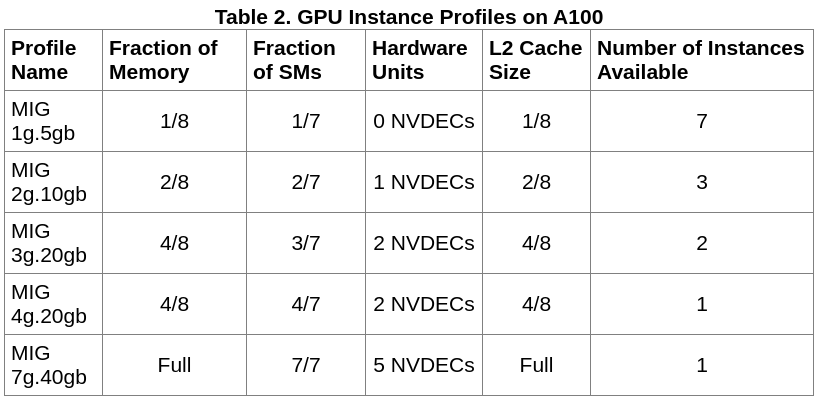 Table 2. GPU Instance Profiles on A100
Profile Name | Fraction of Memory | Fraction of SMs | Hardware Units | L2 Cache Size | Number of Instances Available
MIG 1g.5gb | 1/8 | 1/7 | 0 NVDECs | 1/8 | 7
MIG 2g.10gb | 2/8 | 2/7 | 1 NVDECs | 2/8 | 3
MIG 3g.20gb | 4/8 | 3/7 | 2 NVDECs | 4/8 | 2
MIG 4g.20gb | 4/8 | 4/7 | 2 NVDECs | 4/8 | 1
MIG 7g.40gb | Full | 7/7 | 5 NVDECs | Full | 1